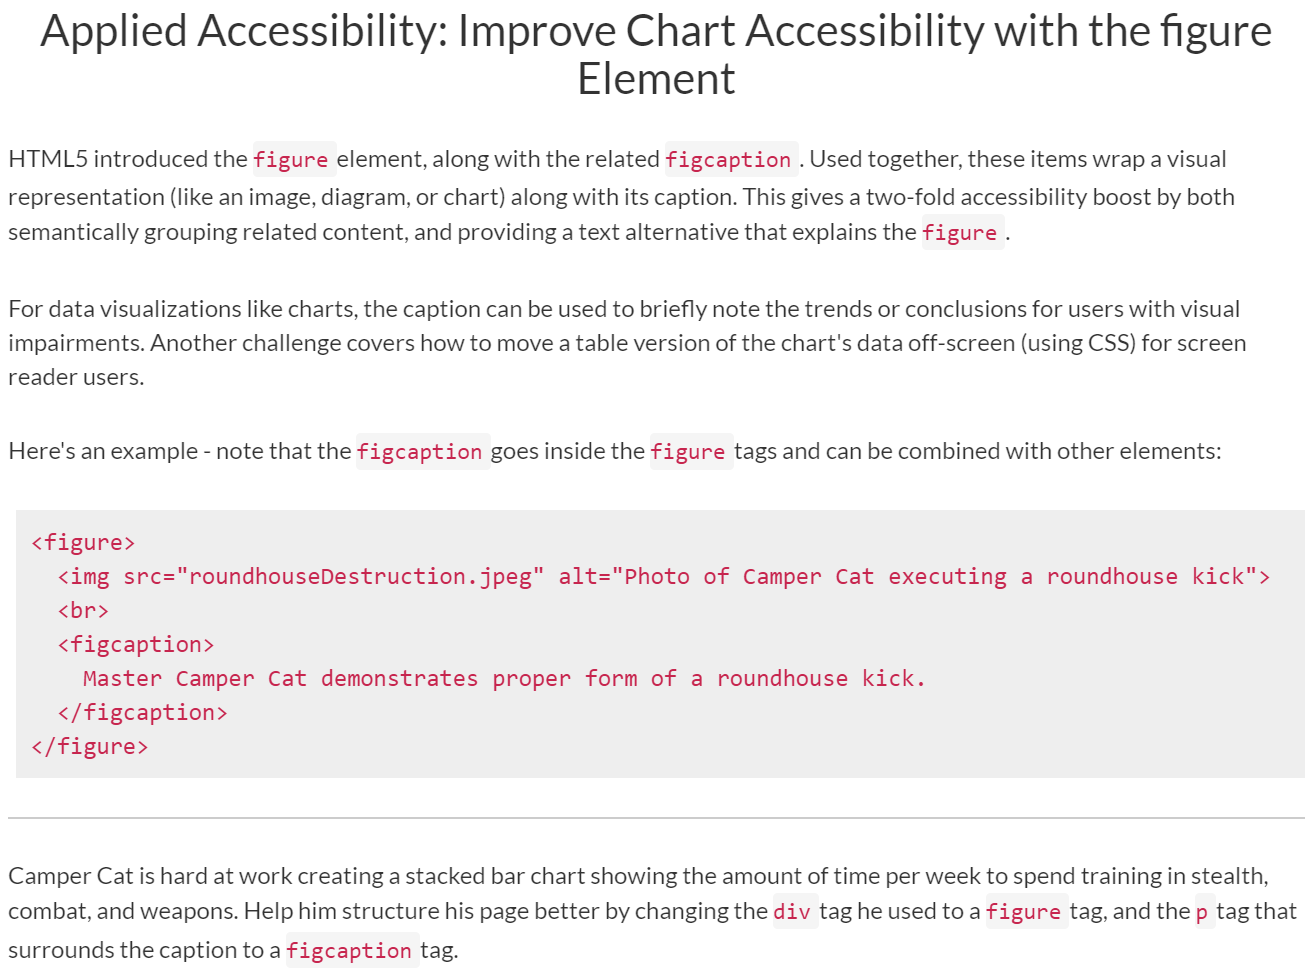 Applied Accessibility: Improve Chart Accessibility with the figure
Element
HTML5 introduced the figure element, along with the related figcaption . Used together, these items wrap a visual
representation (like an image, diagram, or chart) along with its caption. This gives a two-fold accessibility boost by both
semantically grouping related content, and providing a text alternative that explains the figure .
For data visualizations like charts, the caption can be used to briefly note the trends or conclusions for users with visual
impairments. Another challenge covers how to move a table version of the chart's data off-screen (using CSS) for screen
reader users.
Here's an example - note that the figcaption goes inside the figure tags and can be combined with other elements:
<figure>
  <img src="roundhouseDestruction.jpeg" alt="Photo of Camper Cat executing a roundhouse kick">
  <br>
  <figcaption>
    Master Camper Cat demonstrates proper form of a roundhouse kick.
  </figcaption>
</figure>
Camper Cat is hard at work creating a stacked bar chart showing the amount of time per week to spend training in stealth,
combat, and weapons. Help him structure his page better by changing the div tag he used to a figure tag, and the p tag that
surrounds the caption to a figcaption tag.